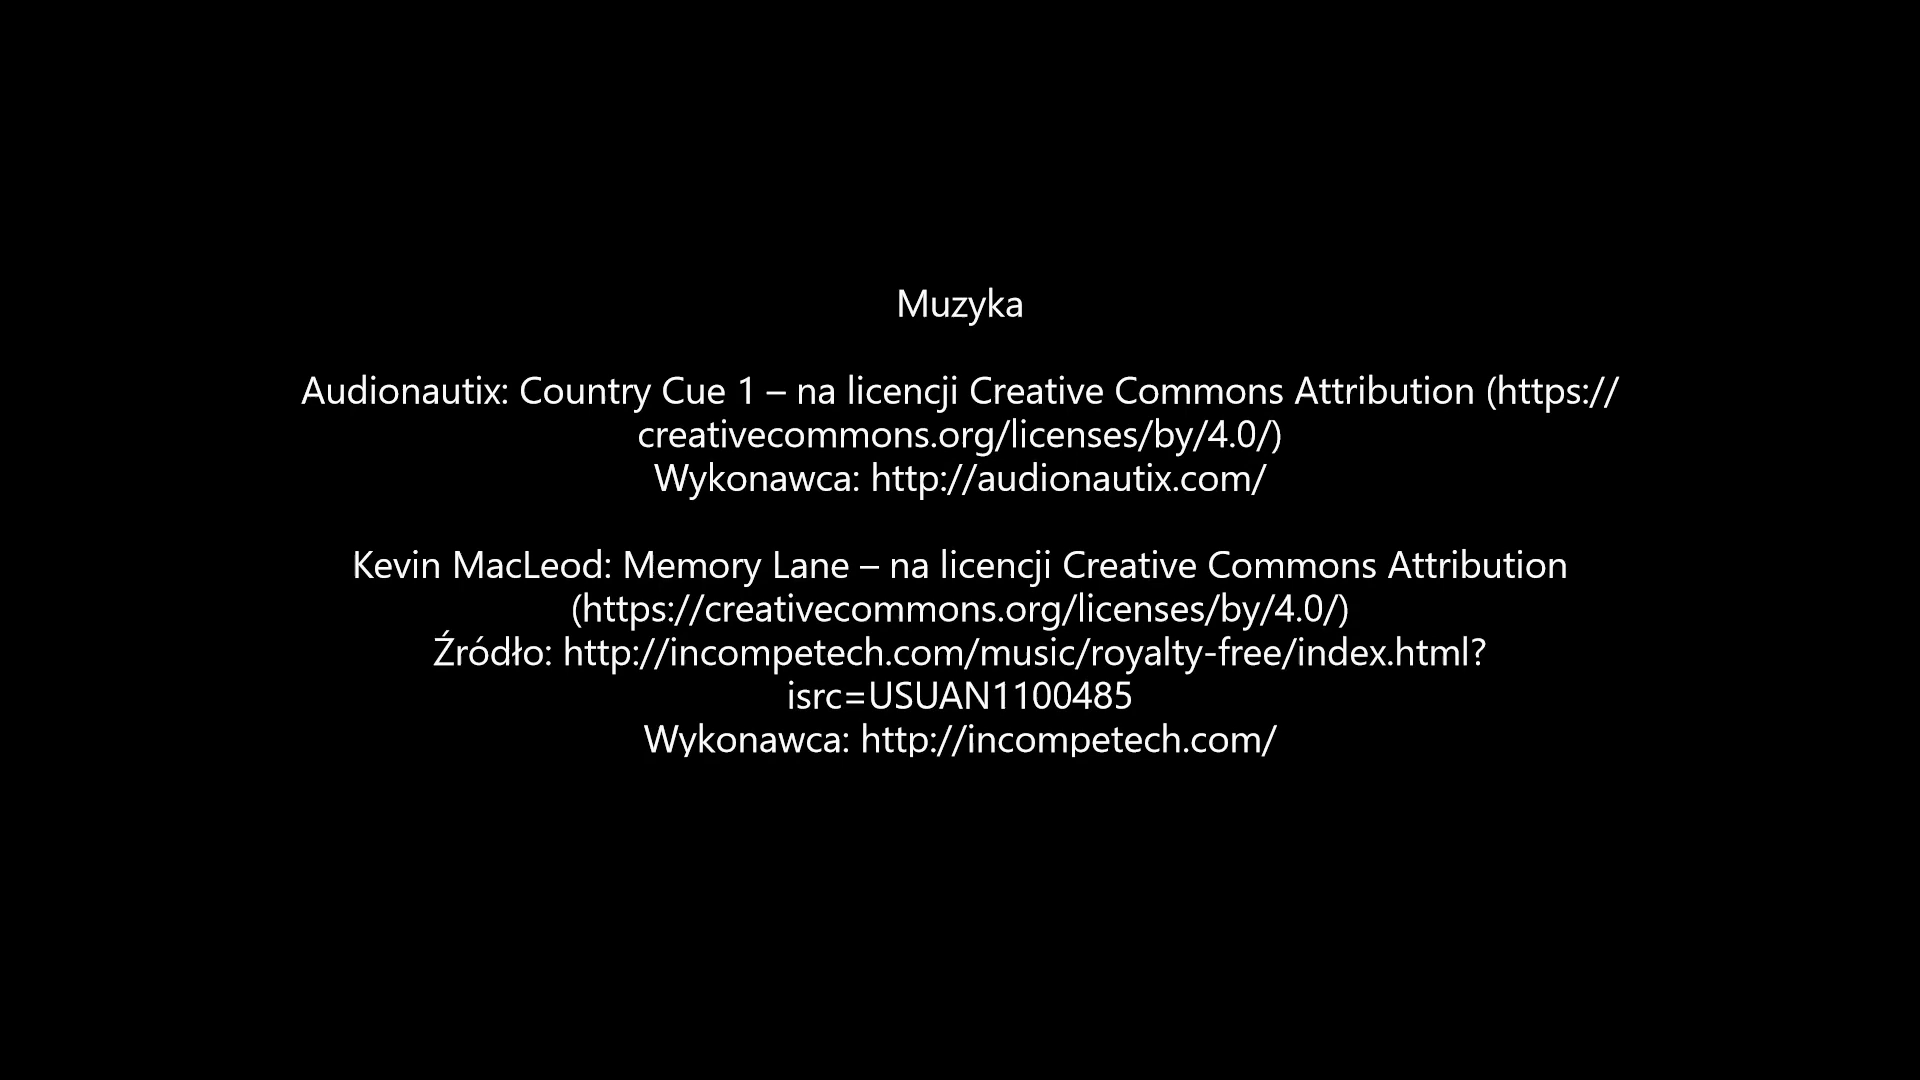 Muzyka
Audionautix: Country Cue 1 – na licencji Creative Commons Attribution (https://
creativecommons.org/licenses/by/4.0/)
Wykonawca: http://audionautix.com/
Kevin MacLeod: Memory Lane – na licencji Creative Commons Attribution
(https://creativecommons.org/licenses/by/4.0/)
Źródło: http://incompetech.com/music/royalty-free/index.html?
isrc=USUAN1100485
Wykonawca: http://incompetech.com/